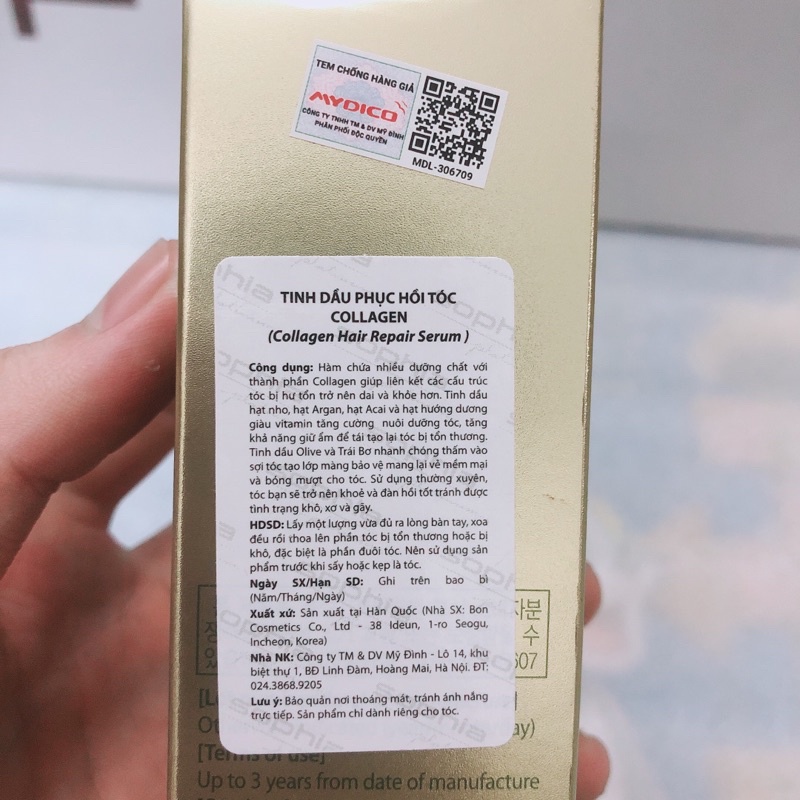 TEM CHỐNG HÀNG GIẢ
MYDICO
CÔNG TY TNHH TM & DV MỸ ĐÌNH
PHÂN PHỐI ĐỘC QUYỀN
MDL-306709
TINH DẦU PHỤC HỒI TÓC
COLLAGEN
(Collagen Hair Repair Serum )
Công dụng: Hàm chứa nhiều dưỡng chất với
thành phần Collagen giúp liên kết các cấu trúc
tóc bị hư tổn trở nên dai và khỏe hơn. Tinh dầu
hạt nho, hạt Argan, hạt Acai và hạt hướng dương
giàu vitamin tăng cường nuôi dưỡng tóc, tăng
khả năng giữ ẩm để tái tạo lại tóc bị tổn thương.
Tinh dầu Olive và Trái Bơ nhanh chóng thấm vào
sợi tóc tạo lớp màng bảo vệ mang lại vẻ mềm mại
và bóng mượt cho tóc. Sử dụng thường xuyên,
tóc bạn sẽ trở nên khoẻ và đàn hồi tốt tránh được
tình trạng khô, xơ và gãy.
HDSD: Lấy một lượng vừa đủ ra lòng bàn tay, xoa
đều rồi thoa lên phần tóc bị tổn thương hoặc bị
khô, đặc biệt là phần đuôi tóc. Nên sử dụng sản
phẩm trước khi sấy hoặc kẹp là tóc.
Ngày SX/Hạn SD: Ghi trên bao bì
(Năm/Tháng/Ngày)
Xuất xứ: Sản xuất tại Hàn Quốc (Nhà SX: Bon
Cosmetics Co., Ltd - 38 Ideun, 1-ro Seogu,
Incheon, Korea)
Nhà NK: Công ty TM & DV Mỹ Đình - Lô 14, khu
biệt thự 1, BĐ Linh Đàm, Hoàng Mai, Hà Nội. ĐT:
024.3868.9205
Lưu ý: Bảo quản nơi thoáng mát, tránh ánh nắng
trực tiếp. Sản phẩm chỉ dành riêng cho tóc.
자분
수
607
ay)
[Terms of use]
Up to 3 years from date of manufacture